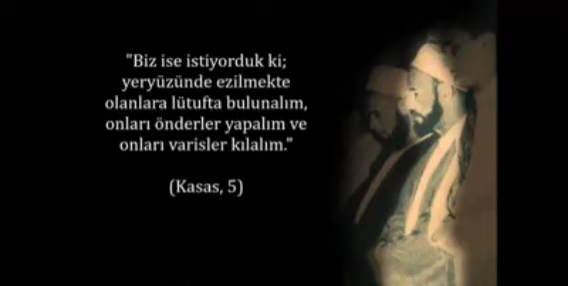 "Biz ise istiyorduk ki;
yeryüzünde ezilmekte
olanlara lütufta bulunalım,
onları önderler yapalım ve
onları varisler kılalım."
(Kasas, 5)